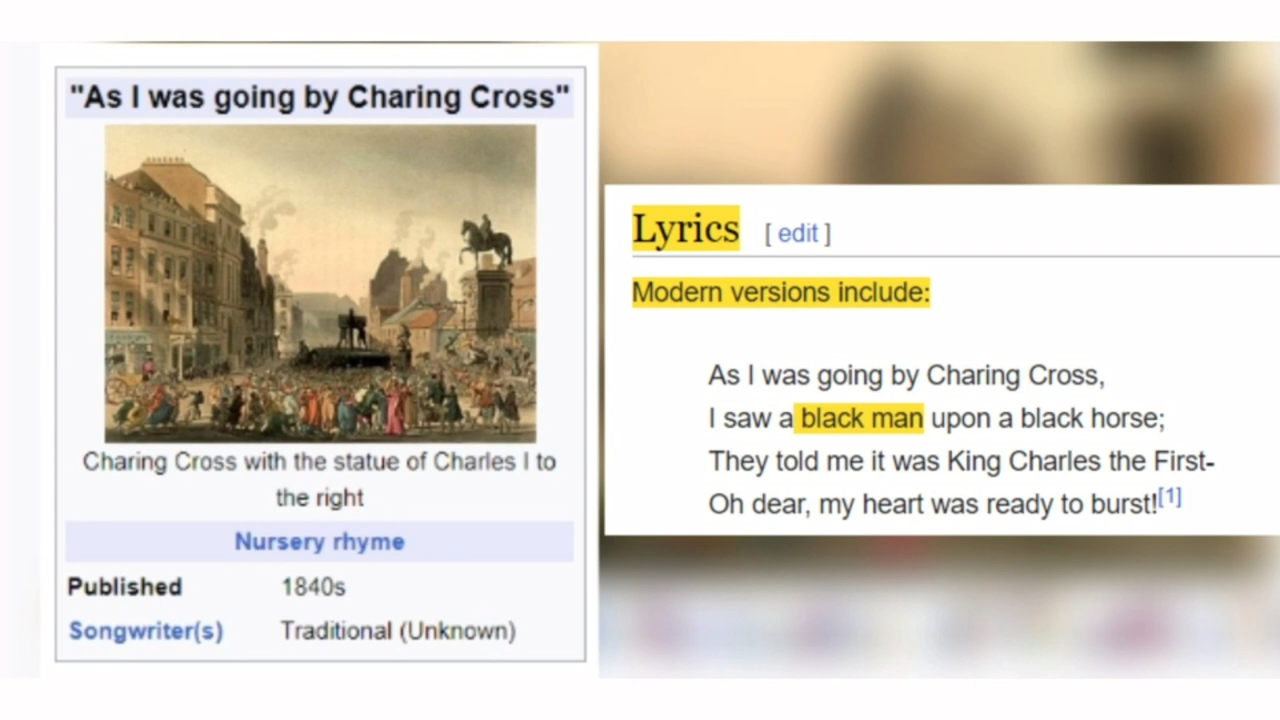 "As I was going by Charing Cross"
Charing Cross with the statue of Charles I to
the right
Nursery rhyme
Published 1840s
Songwriter(s) Traditional (Unknown)
Lyrics [ edit ]
Modern versions include:
As I was going by Charing Cross,
I saw a black man upon a black horse;
They told me it was King Charles the First-
Oh dear, my heart was ready to burst![1]